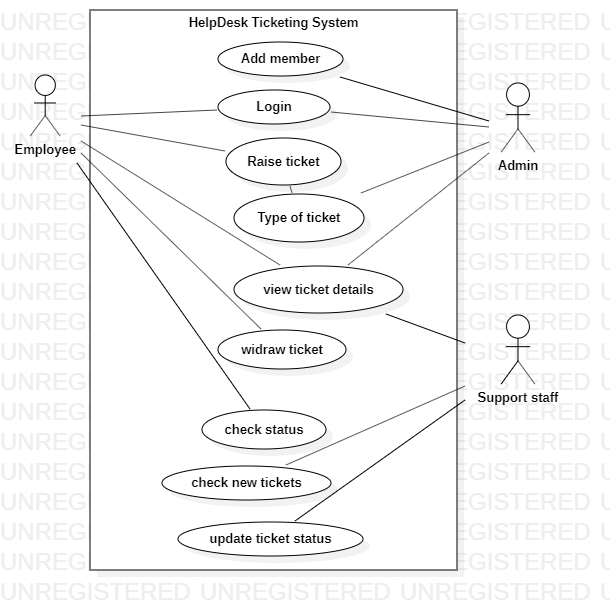 HelpDesk Ticketing System
Add member
Login
Raise ticket
Employee
Admin
Type of ticket
view ticket details
widraw ticket
Support staff
check status
check new tickets
update ticket status
UNREGISTERED UNREGISTERED UNREGISTERED U